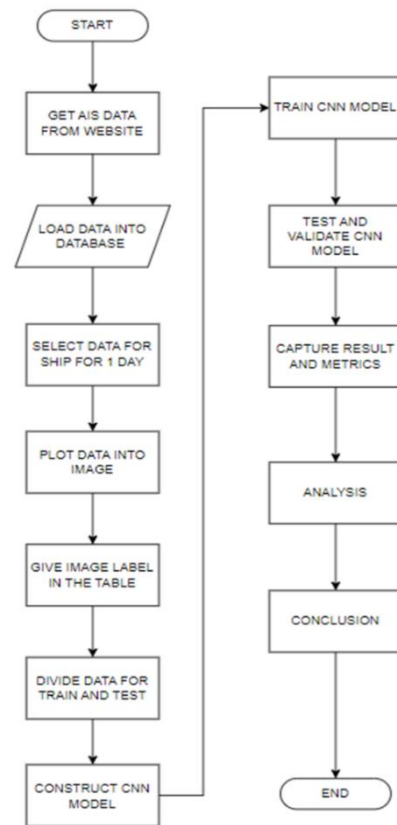 START
GET AIS DATA
FROM WEBSITE
LOAD DATA INTO
DATABASE
SELECT DATA FOR
SHIP FOR 1 DAY
PLOT DATA INTO
IMAGE
GIVE IMAGE LABEL
IN THE TABLE
DIVIDE DATA FOR
TRAIN AND TEST
CONSTRUCT CNN
MODEL
TRAIN CNN MODEL
TEST AND
VALIDATE CNN
MODEL
CAPTURE RESULT
AND METRICS
ANALYSIS
CONCLUSION
END